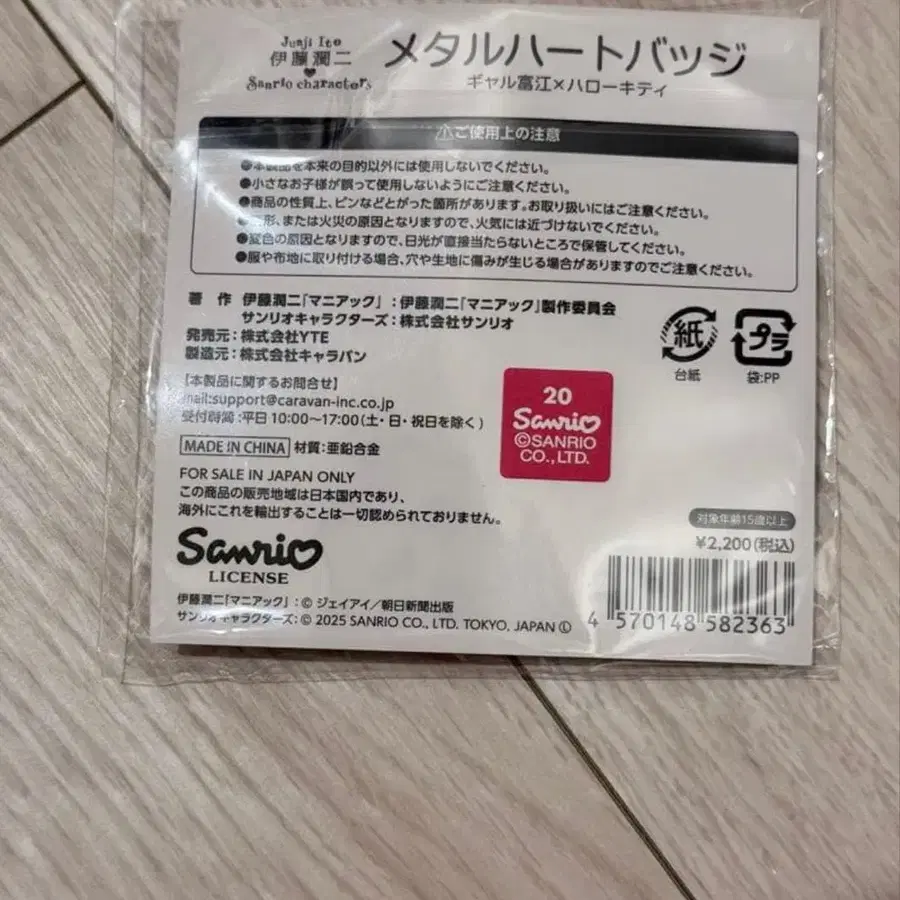 Junji Ito
伊藤潤二
Sanrio characters
メタルハートバッジ
ギャル富江×ハローキティ
⚠ご使用上の注意
●本製品を本来の目的以外には使用しないでください。
●小さなお子様が誤って使用しないようにご注意ください。
●商品の性質上、ピンなどとがった箇所があります。お取り扱いにはご注意ください。
形、または火災の原因となりますので、火気には近づけないでください。
●変色の原因となりますので、日光が直接当たらないところで保管してください。
●服や布地に取り付ける場合、穴や生地に傷みが生じる場合がありますのでご注意ください。
著 作 伊藤潤二『マニアック』：伊藤潤二『マニアック』製作委員会
サンリオキャラクターズ：株式会社サンリオ
発売元：株式会社YTE
製造元：株式会社キャラバン
【本製品に関するお問合せ】
mail:support@caravan-inc.co.jp
受付時間：平日 10:00～17:00（土・日・祝日を除く）
MADE IN CHINA 材質：亜鉛合金
FOR SALE IN JAPAN ONLY
この商品の販売地域は日本国内であり、
海外にこれを輸出することは一切認められておりません。
紙
台紙
プラ
袋:PP
20
Sanrio
©SANRIO
CO., LTD.
Sanrio
LICENSE
対象年齢15歳以上
¥2,200(税込)
伊藤潤二『マニアック』：© ジェイアイ／朝日新聞出版
サンリオキャラクターズ：© 2025 SANRIO CO., LTD. TOKYO, JAPAN Ⓛ
4 570148 582363